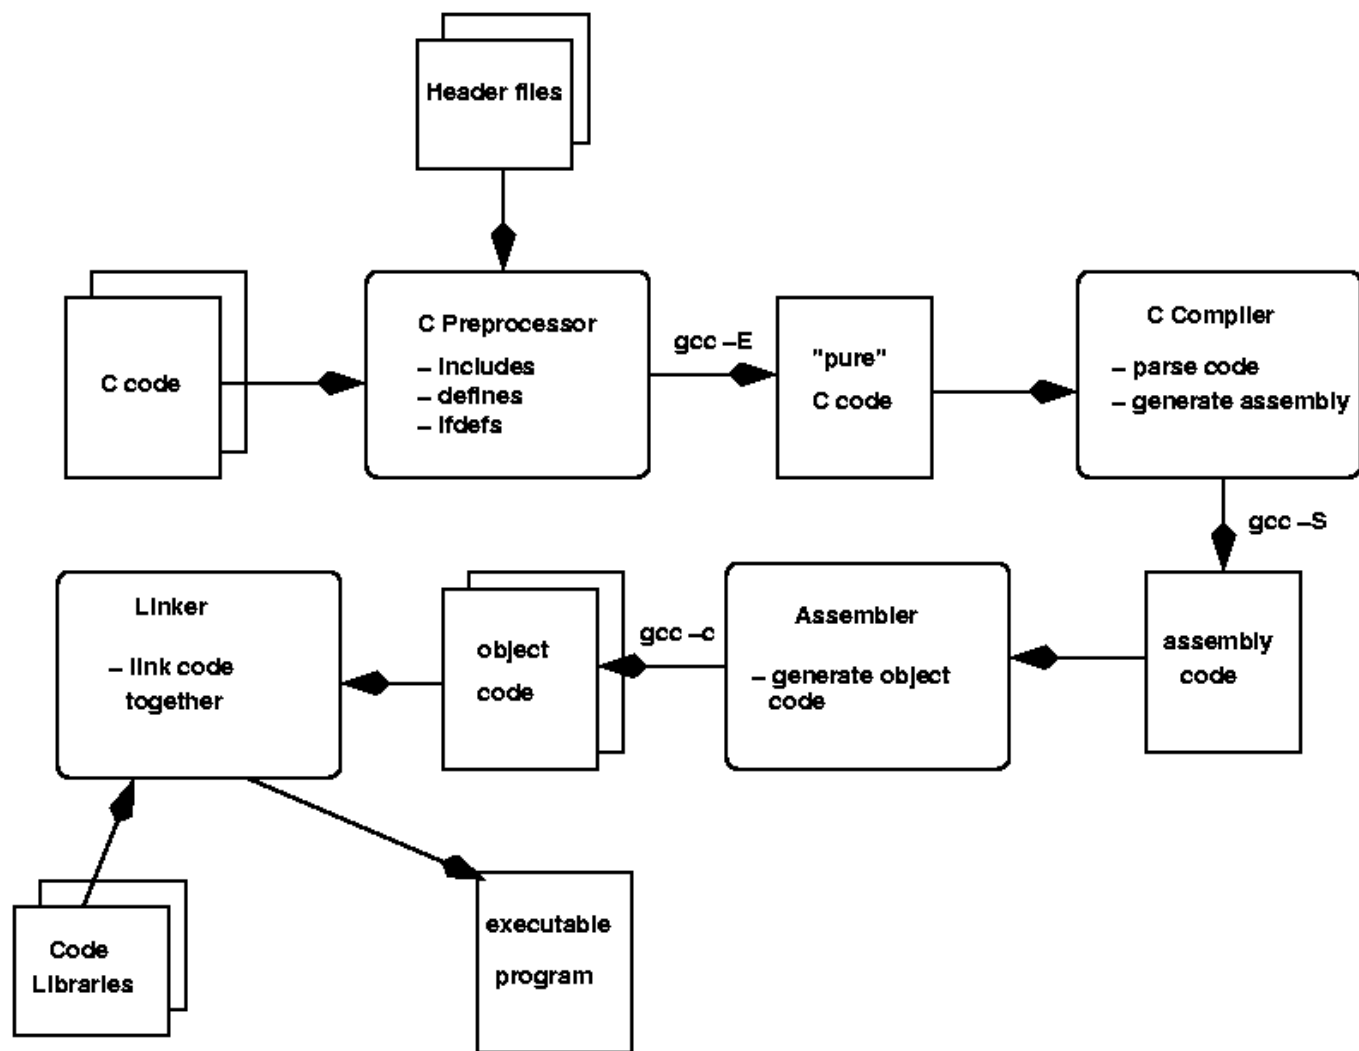 Header files
C code
C Preprocessor
– includes
– defines
– ifdefs
gcc –E
"pure"
C code
C Compiler
– parse code
– generate assembly
gcc –S
Linker
– link code
together
object
code
gcc –c
Assembler
– generate object
code
assembly
code
Code
Libraries
executable
program